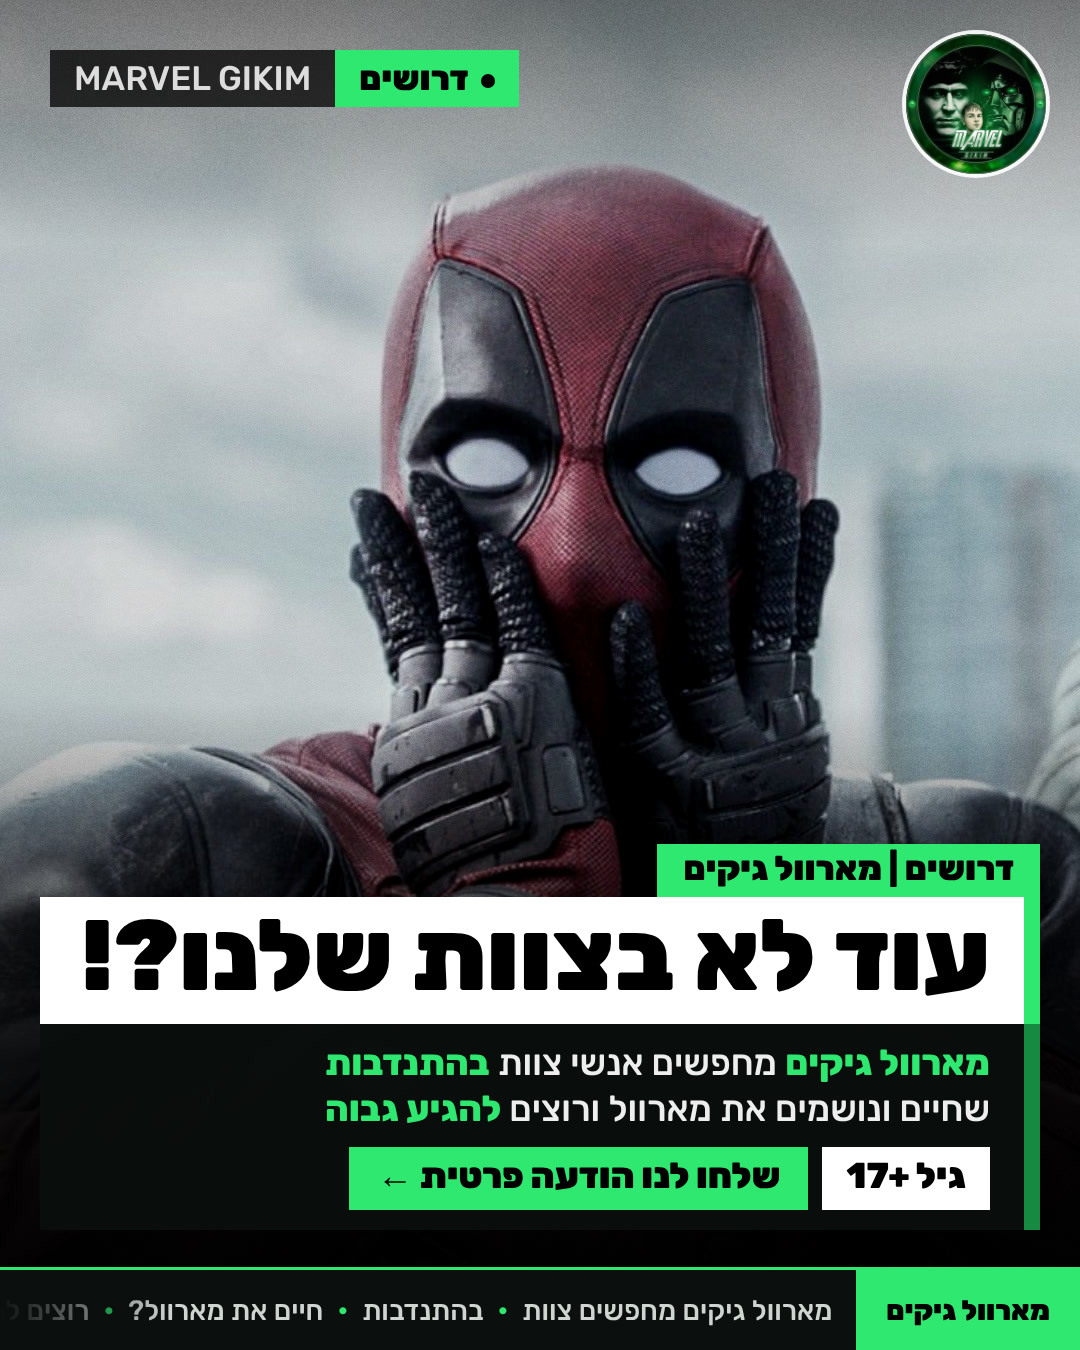 MARVEL GIKIM
דרושים •
MARVEL
דרושים | מארוול גיקים
עוד לא בצוות שלנו?!
מארוול גיקים מחפשים אנשי צוות בהתנדבות
שחיים ונושמים את מארוול ורוצים להגיע גבוה
גיל 17+
שלחו לנו הודעה פרטית ←
מארוול גיקים
מארוול גיקים מחפשים צוות • בהתנדבות • חיים את מארוול? • רוצים